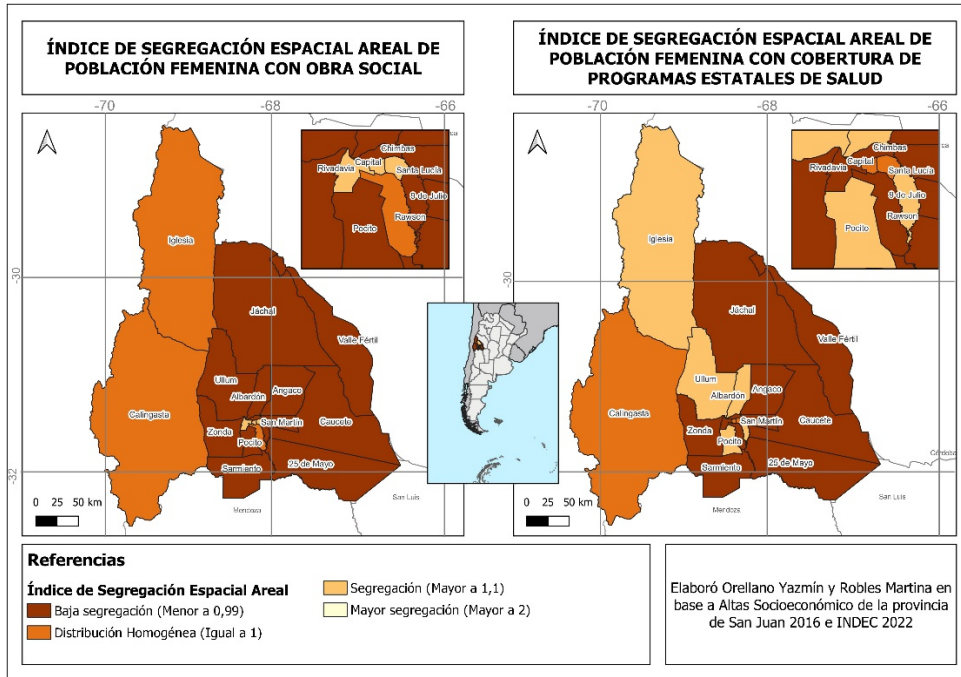 ÍNDICE DE SEGREGACIÓN ESPACIAL AREAL DE
POBLACIÓN FEMENINA CON OBRA SOCIAL
-70
-68
-66
Chimbas
Rivadavia
Capital
Santa Lucía
9 de Julio
Rawson
Pocito
Iglesia
-30
Jáchal
Valle Fértil
Ullum
Angaco
Albardón
Calingasta
San Martín
Caucete
Zonda
Pocito
25 de Mayo
Sarmiento
-32
0 25 50 km
San Luis
Mendoza
ÍNDICE DE SEGREGACIÓN ESPACIAL AREAL DE
POBLACIÓN FEMENINA CON COBERTURA DE
PROGRAMAS ESTATALES DE SALUD
-70
-68
-66
Chimbas
Rivadavia
Capital
Santa Lucía
9 de Julio
Rawson
Pocito
Iglesia
-30
Jáchal
Valle Fértil
Ullum
Angaco
Albardón
Calingasta
San Martín
Caucete
Zonda
Pocito
25 de Mayo
Sarmiento
-32
Córdoba
0 25 50 km
San Luis
Mendoza
Referencias
Índice de Segregación Espacial Areal
Baja segregación (Menor a 0,99)
Distribución Homogénea (Igual a 1)
Segregación (Mayor a 1,1)
Mayor segregación (Mayor a 2)
Elaboró Orellano Yazmín y Robles Martina en
base a Altas Socioeconómico de la provincia
de San Juan 2016 e INDEC 2022